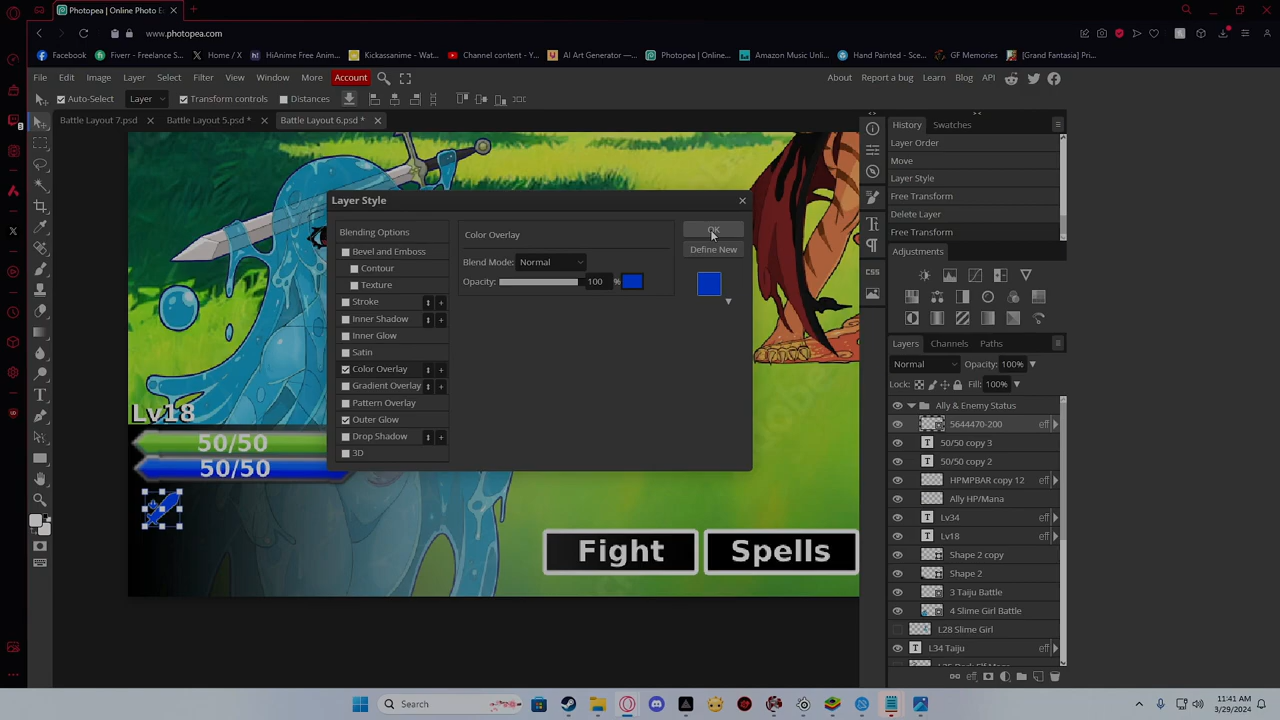 Photopea | Online Photo E
www.photopea.com
Facebook
Fiverr - Freelance S...
Home / X
HiAnime Free Anim...
Kickassanime - Wat...
Channel content - Y...
AI Art Generator —...
Photopea | Online...
Amazon Music Unli...
Hand Painted - Sce...
GF Memories
[Grand Fantasia] Pri...
File Edit Image Layer Select Filter View Window More Account
About Report a bug Learn Blog API
Auto-Select Layer Transform controls Distances
Battle Layout 7.psd Battle Layout 5.psd * Battle Layout 6.psd *
History Swatches
Layer Order
Move
Layer Style
Free Transform
Delete Layer
Free Transform
Adjustments
CSS
Layers Channels Paths
Normal Opacity: 100%
Lock: Fill: 100%
Ally & Enemy Status
5644470-200 eff
50/50 copy 3
50/50 copy 2
HPMPBAR copy 12 eff
Ally HP/Mana
Lv34 eff
Lv18 eff
Shape 2 copy
Shape 2
3 Taiju Battle
4 Slime Girl Battle
L28 Slime Girl
L34 Taiju eff
eff
Layer Style
Blending Options
Bevel and Emboss
Contour
Texture
Stroke
Inner Shadow
Inner Glow
Satin
Color Overlay
Gradient Overlay
Pattern Overlay
Outer Glow
Drop Shadow
3D
Color Overlay
Blend Mode: Normal
Opacity: 100 %
OK
Define New
Lv18
50/50
50/50
Fight
Spells
Search
11:41 AM
3/29/2024